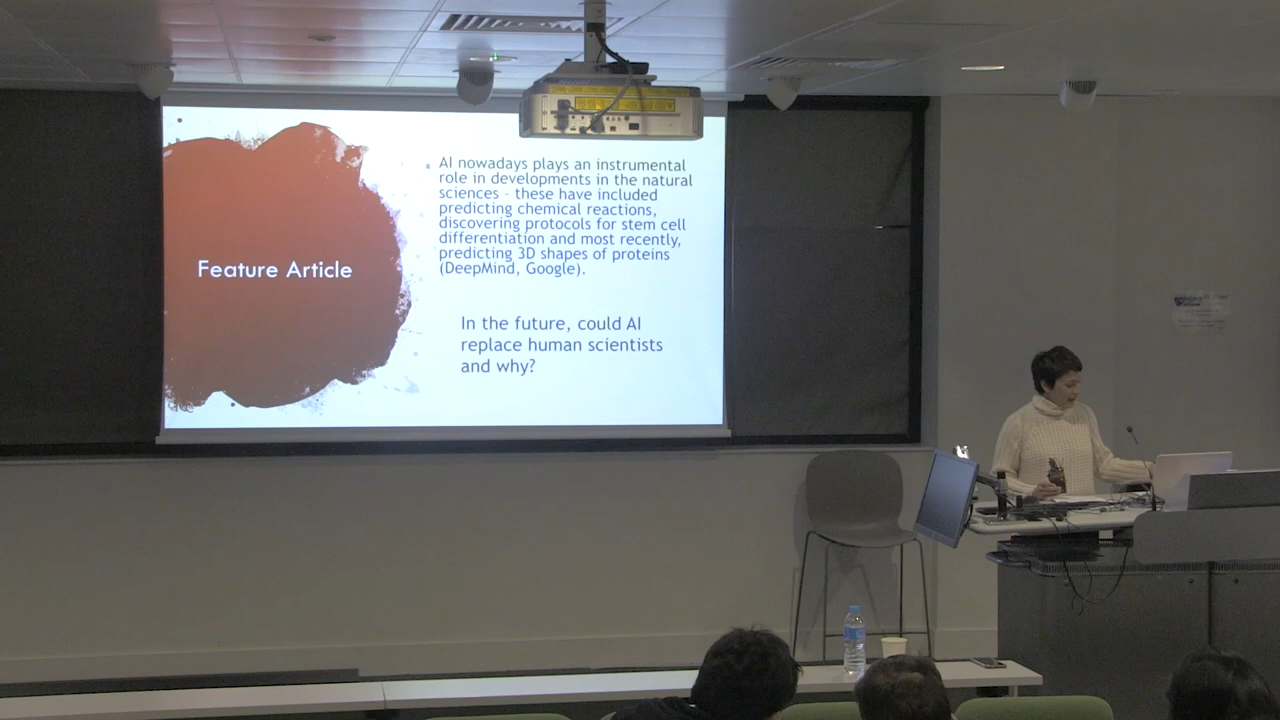 Feature Article
AI nowadays plays an instrumental
role in developments in the natural
sciences - these have included
predicting chemical reactions,
discovering protocols for stem cell
differentiation and most recently,
predicting 3D shapes of proteins
(DeepMind, Google).
In the future, could AI
replace human scientists
and why?